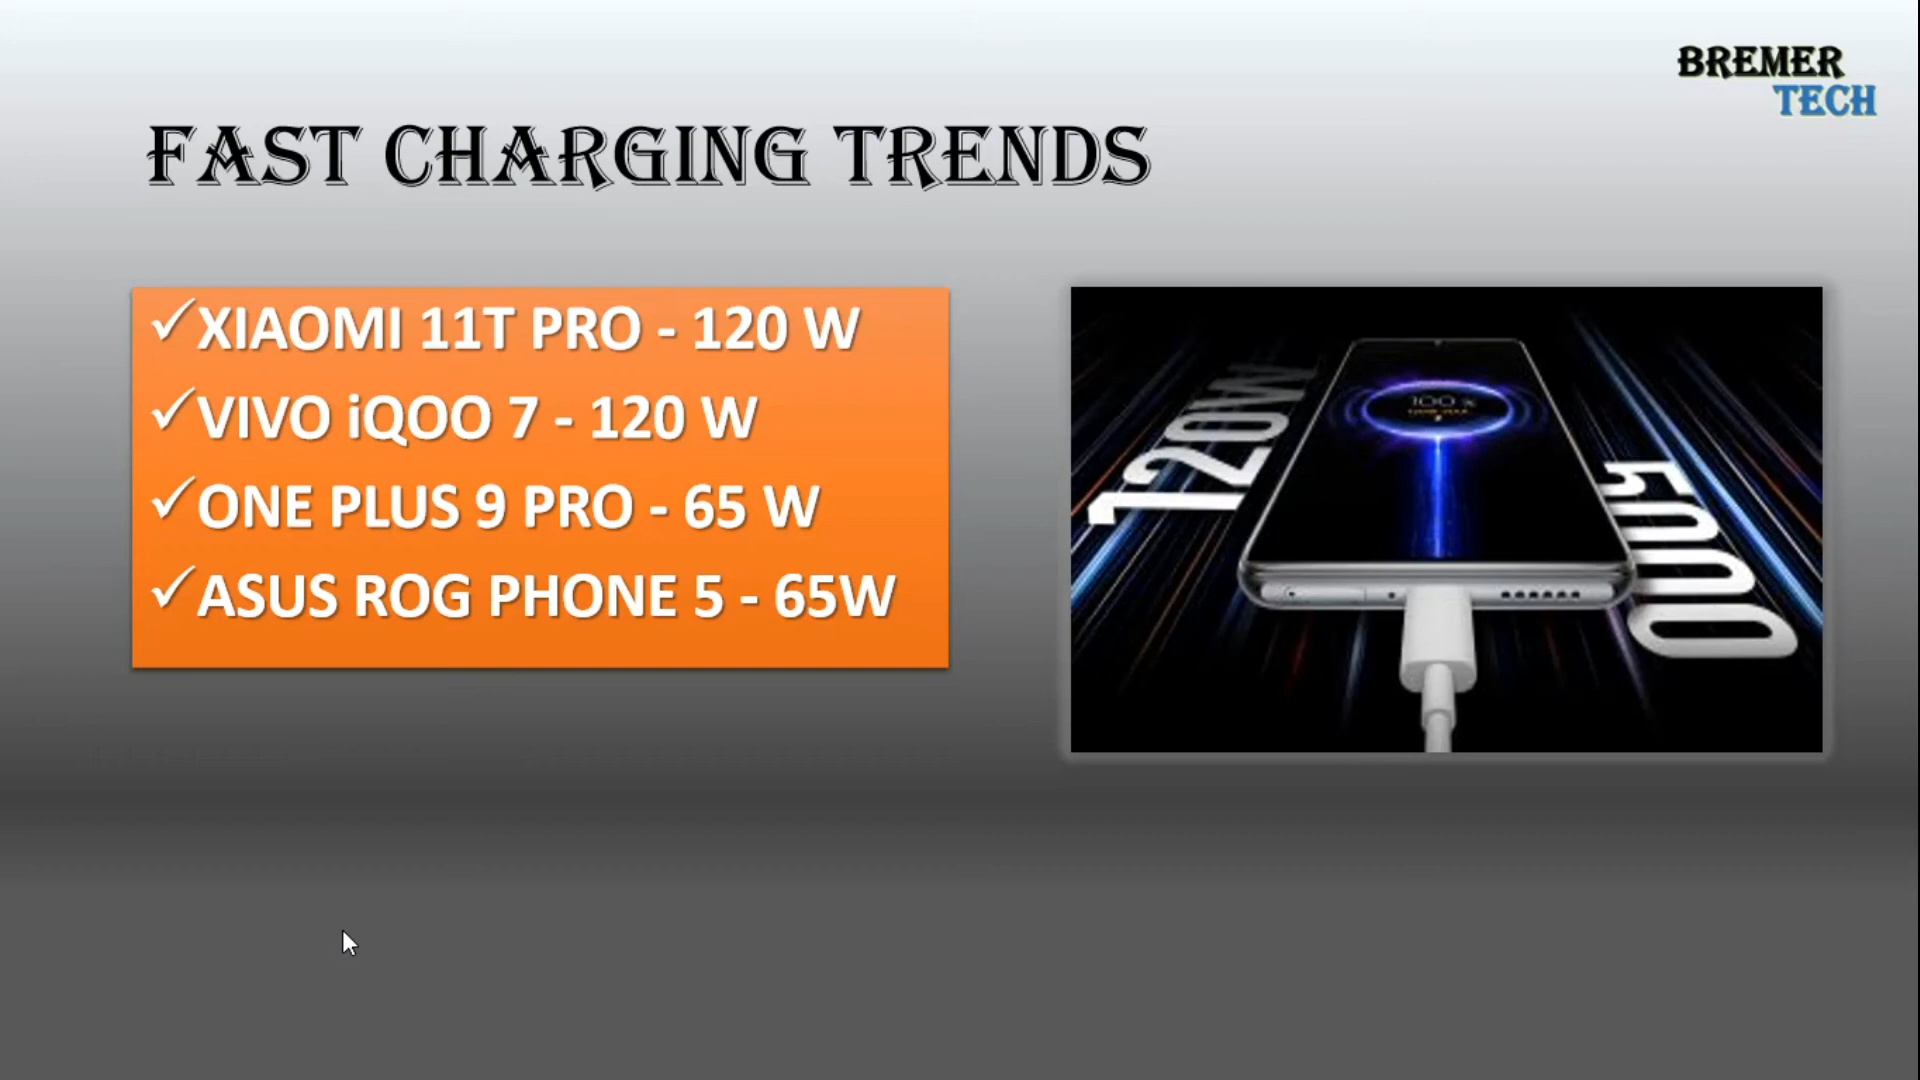 BREMER
TECH
FAST CHARGING TRENDS
✓XIAOMI 11T PRO - 120 W
✓VIVO iQOO 7 - 120 W
✓ONE PLUS 9 PRO - 65 W
✓ASUS ROG PHONE 5 - 65W
120W
100 %
5000